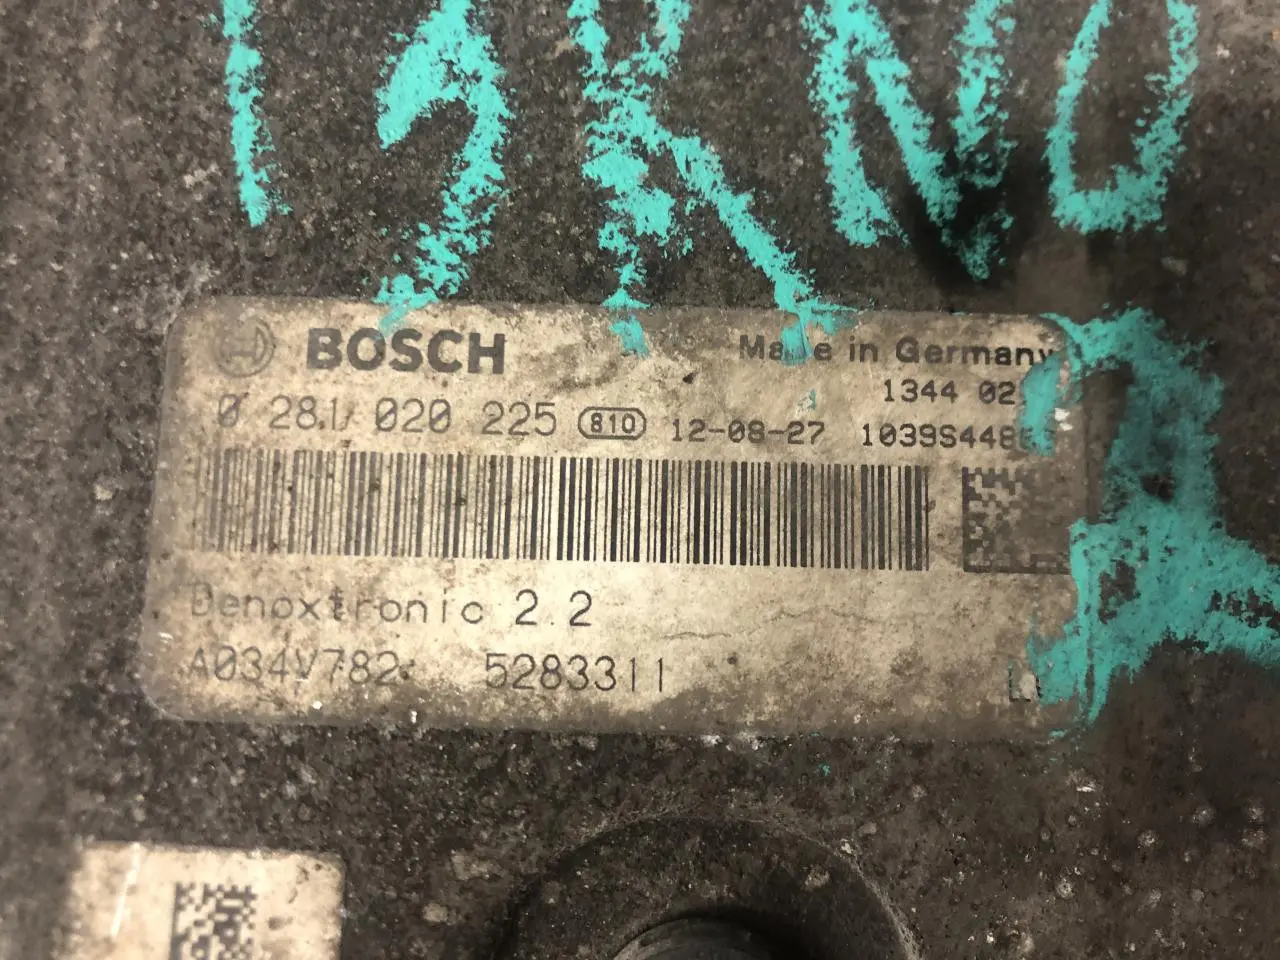 BOSCH
Made in Germany
1344 02
0 281 020 225 810 12-08-27 1039S448
Denoxtronic 2.2
A034V782 5283311